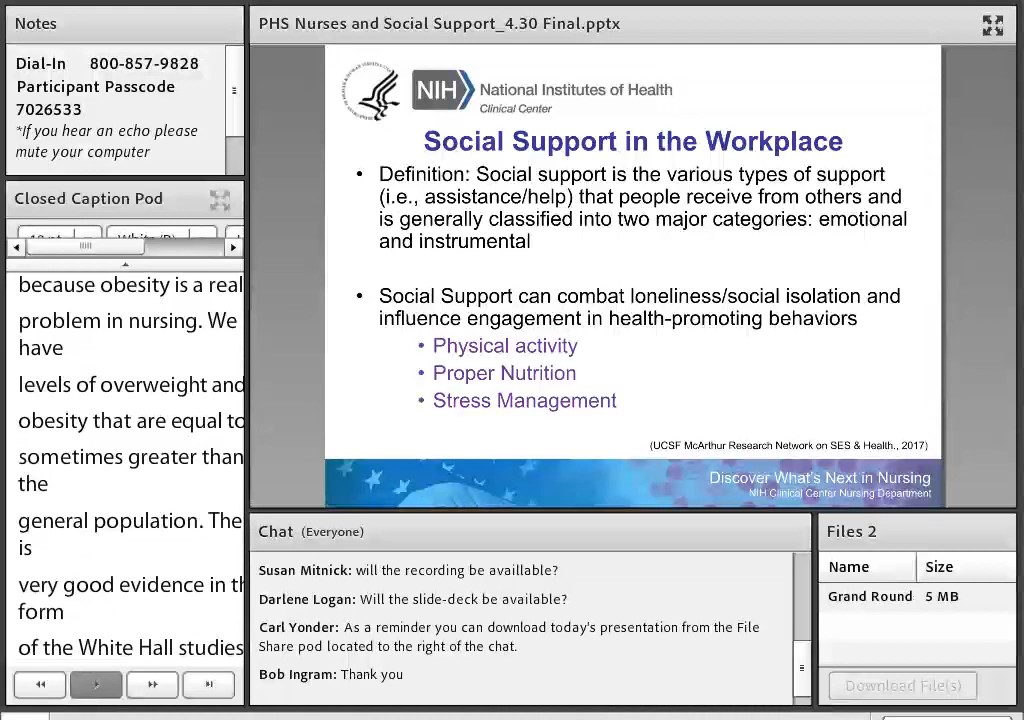 Notes
Dial-In 800-857-9828
Participant Passcode
7026533
*If you hear an echo please
mute your computer
Closed Caption Pod
because obesity is a real
problem in nursing. We
have
levels of overweight and
obesity that are equal to
sometimes greater than
the
general population. The
is
very good evidence in th
form
of the White Hall studies
PHS Nurses and Social Support_4.30 Final.pptx
NIH National Institutes of Health
Clinical Center
Social Support in the Workplace
• Definition: Social support is the various types of support
(i.e., assistance/help) that people receive from others and
is generally classified into two major categories: emotional
and instrumental
• Social Support can combat loneliness/social isolation and
influence engagement in health-promoting behaviors
• Physical activity
• Proper Nutrition
• Stress Management
(UCSF McArthur Research Network on SES & Health., 2017)
Discover What's Next in Nursing
NIH Clinical Center Nursing Department
Chat (Everyone)
Susan Mitnick: will the recording be availlable?
Darlene Logan: Will the slide-deck be available?
Carl Yonder: As a reminder you can download today's presentation from the File
Share pod located to the right of the chat.
Bob Ingram: Thank you
Files 2
Name Size
Grand Round 5 MB
Download File(s)